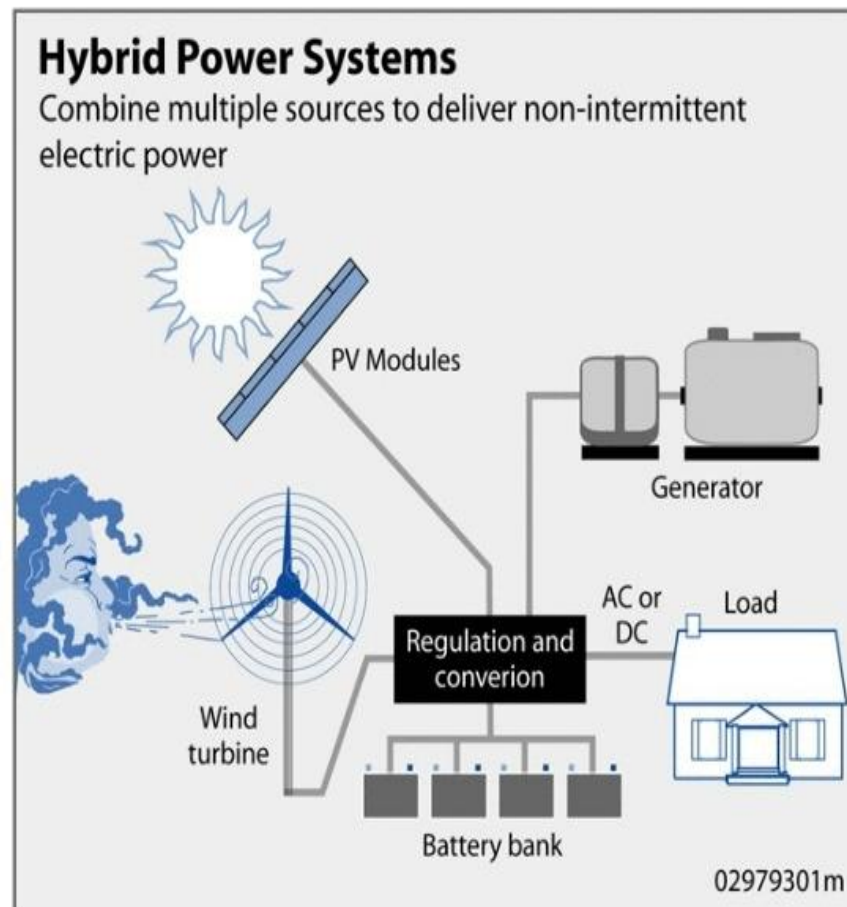 Hybrid Power Systems
Combine multiple sources to deliver non-intermittent
electric power
PV Modules
Generator
AC or
DC
Load
Regulation and
converion
Wind
turbine
Battery bank
02979301m